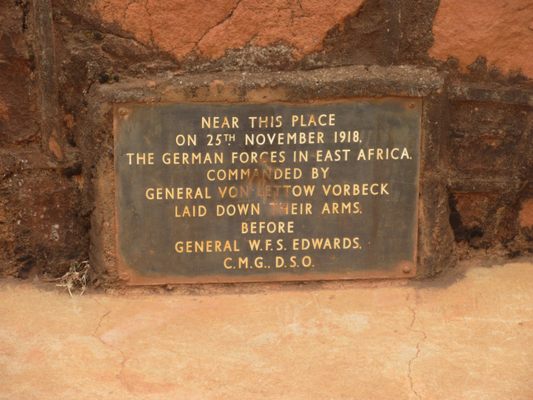 NEAR THIS PLACE
ON 25TH. NOVEMBER 1918.
THE GERMAN FORCES IN EAST AFRICA.
COMMANDED BY
GENERAL VON LETTOW VORBECK
LAID DOWN THEIR ARMS.
BEFORE
GENERAL W.F.S. EDWARDS.
C.M.G., D.S.O.